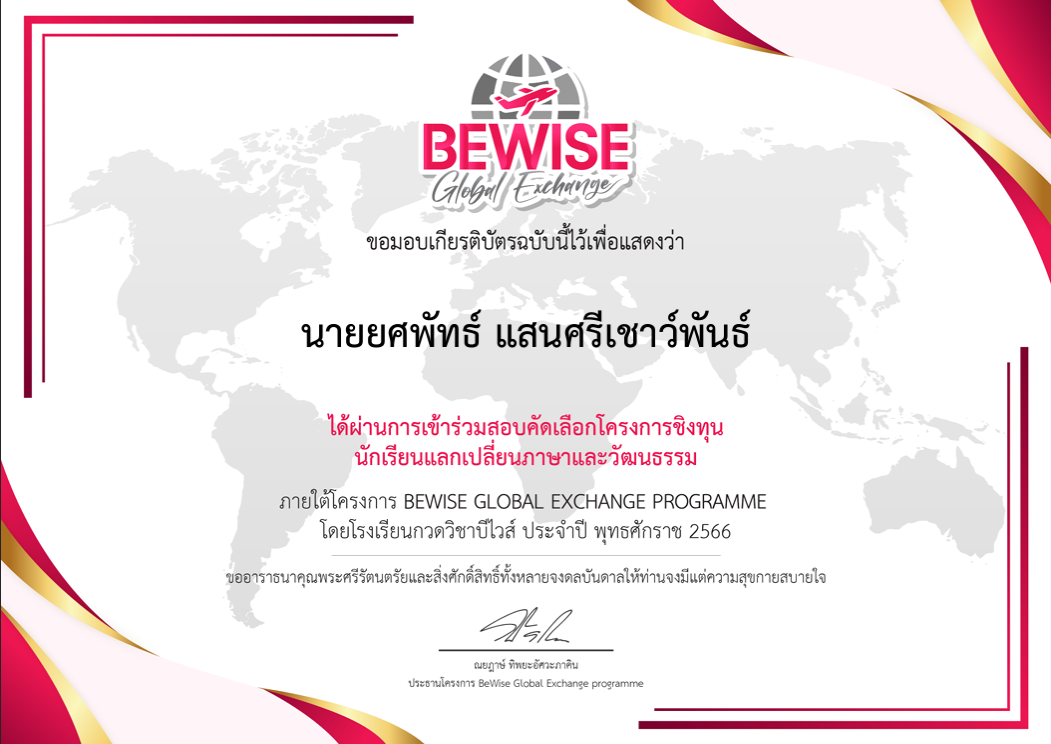 BEWISE
Global Exchange
ขอมอบเกียรติบัตรฉบับนี้ไว้เพื่อแสดงว่า
นายยศพัทธ์ แสนศรีเชาว์พันธ์
ได้ผ่านการเข้าร่วมสอบคัดเลือกโครงการชิงทุน
นักเรียนแลกเปลี่ยนภาษาและวัฒนธรรม
ภายใต้โครงการ BEWISE GLOBAL EXCHANGE PROGRAMME
โดยโรงเรียนกวดวิชาบีไวส์ ประจำปี พุทธศักราช 2566
ขออาราธนาคุณพระศรีรัตนตรัยและสิ่งศักดิ์สิทธิ์ทั้งหลายจงดลบันดาลให้ท่านจงมีแต่ความสุขกายสบายใจ
ณยฎาษ์ ทิพยะอัศวะภาคิน
ประธานโครงการ BeWise Global Exchange programme